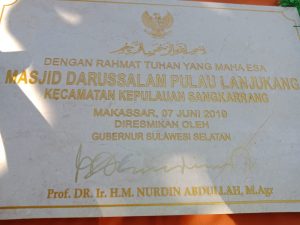 DENGAN RAHMAT TUHAN YANG MAHA ESA
MASJID DARUSSALAM PULAU LANJUKANG
KECAMATAN KEPULAUAN SANGKARRANG
MAKASSAR, 07 JUNI 2019
DIRESMIKAN OLEH
GUBERNUR SULAWESI SELATAN
Prof. DR. Ir. H.M. NURDIN ABDULLAH, M.Agr